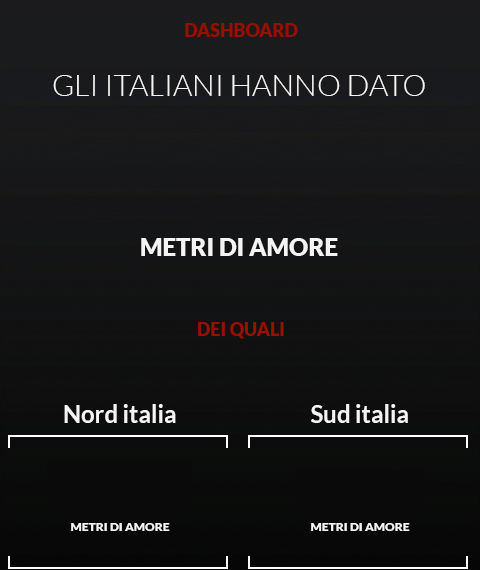 DASHBOARD
GLI ITALIANI HANNO DATO
METRI DI AMORE
DEI QUALI
Nord italia
Sud italia
METRI DI AMORE
METRI DI AMORE